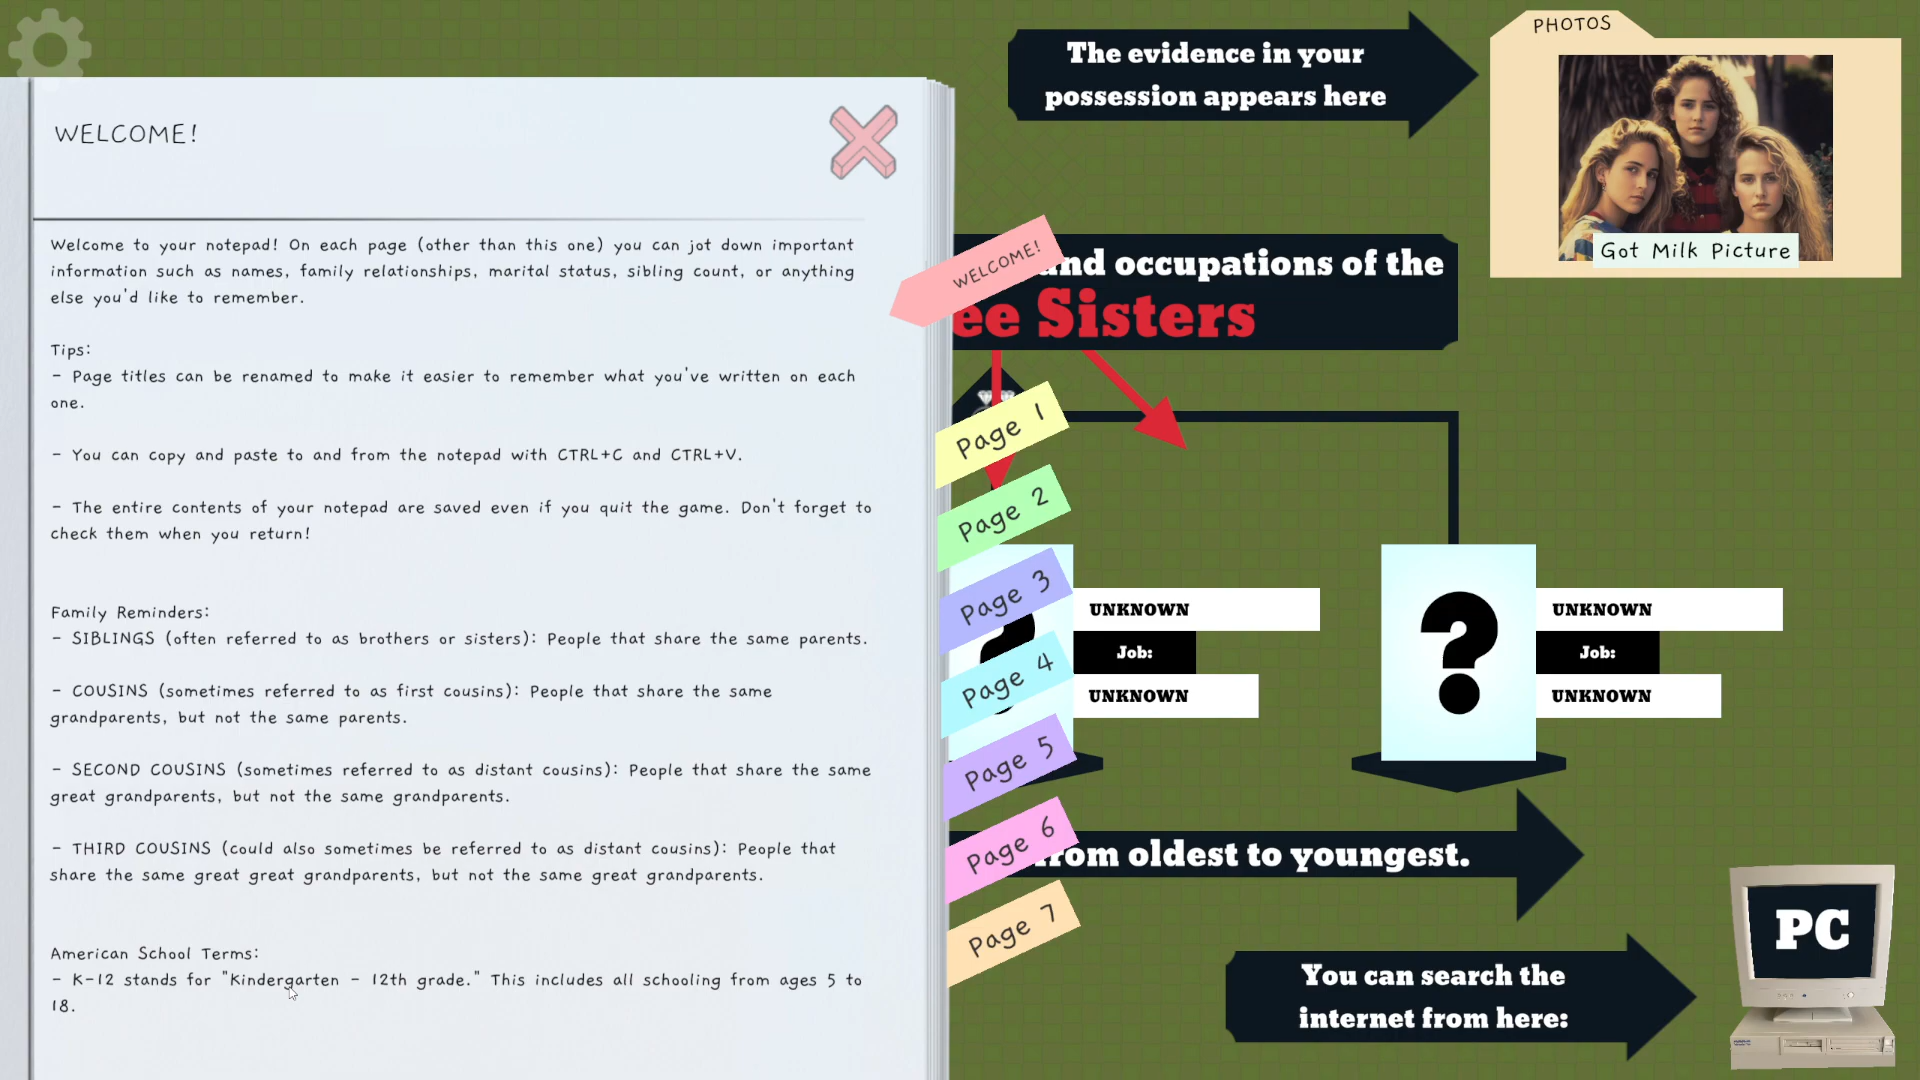 WELCOME!
Welcome to your notepad! On each page (other than this one) you can jot down important
information such as names, family relationships, marital status, sibling count, or anything
else you'd like to remember.
Tips:
- Page titles can be renamed to make it easier to remember what you've written on each
one.
- You can copy and paste to and from the notepad with CTRL+C and CTRL+V.
- The entire contents of your notepad are saved even if you quit the game. Don't forget to
check them when you return!
Family Reminders:
- SIBLINGS (often referred to as brothers or sisters): People that share the same parents.
- COUSINS (sometimes referred to as first cousins): People that share the same
grandparents, but not the same parents.
- SECOND COUSINS (sometimes referred to as distant cousins): People that share the same
great grandparents, but not the same grandparents.
- THIRD COUSINS (could also sometimes be referred to as distant cousins): People that
share the same great great grandparents, but not the same great grandparents.
American School Terms:
- K-12 stands for "Kindergarten - 12th grade." This includes all schooling from ages 5 to
18.
WELCOME!
Page 1
Page 2
Page 3
Page 4
Page 5
Page 6
Page 7
The evidence in your
possession appears here
PHOTOS
Got Milk Picture
and occupations of the
ee Sisters
UNKNOWN
Job:
UNKNOWN
UNKNOWN
Job:
UNKNOWN
from oldest to youngest.
You can search the
internet from here:
PC